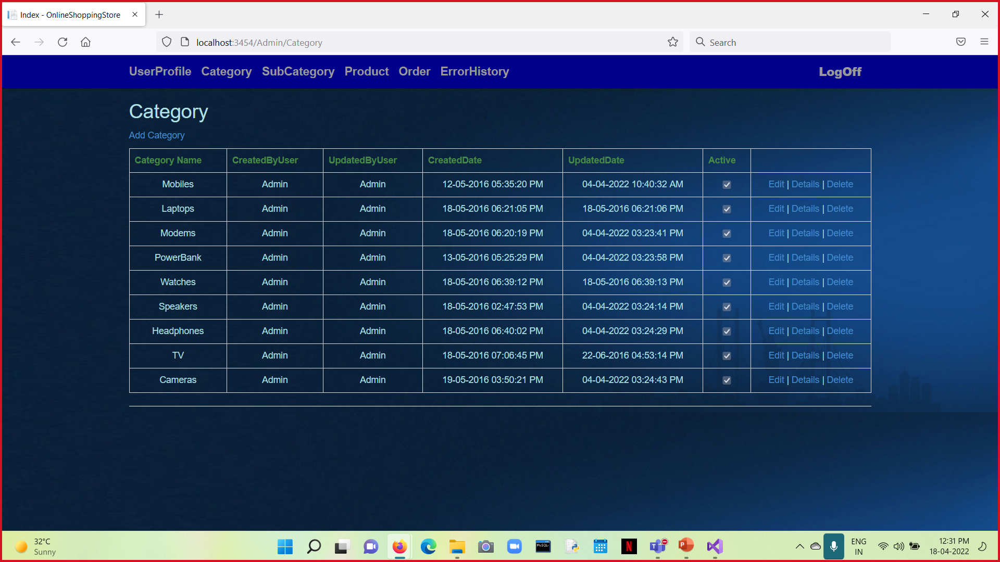 Index - OnlineShoppingStore
localhost:3454/Admin/Category
Search
UserProfile Category SubCategory Product Order ErrorHistory LogOff
Category
Add Category
Category Name CreatedByUser UpdatedByUser CreatedDate UpdatedDate Active
Mobiles Admin Admin 12-05-2016 05:35:20 PM 04-04-2022 10:40:32 AM Edit | Details | Delete
Laptops Admin Admin 18-05-2016 06:21:05 PM 18-05-2016 06:21:06 PM Edit | Details | Delete
Modems Admin Admin 18-05-2016 06:20:19 PM 04-04-2022 03:23:41 PM Edit | Details | Delete
PowerBank Admin Admin 13-05-2016 05:25:29 PM 04-04-2022 03:23:58 PM Edit | Details | Delete
Watches Admin Admin 18-05-2016 06:39:12 PM 18-05-2016 06:39:13 PM Edit | Details | Delete
Speakers Admin Admin 18-05-2016 02:47:53 PM 04-04-2022 03:24:14 PM Edit | Details | Delete
Headphones Admin Admin 18-05-2016 06:40:02 PM 04-04-2022 03:24:29 PM Edit | Details | Delete
TV Admin Admin 18-05-2016 07:06:45 PM 22-06-2016 04:53:14 PM Edit | Details | Delete
Cameras Admin Admin 19-05-2016 03:50:21 PM 04-04-2022 03:24:43 PM Edit | Details | Delete
32°C
Sunny
ENG
IN
12:31 PM
18-04-2022